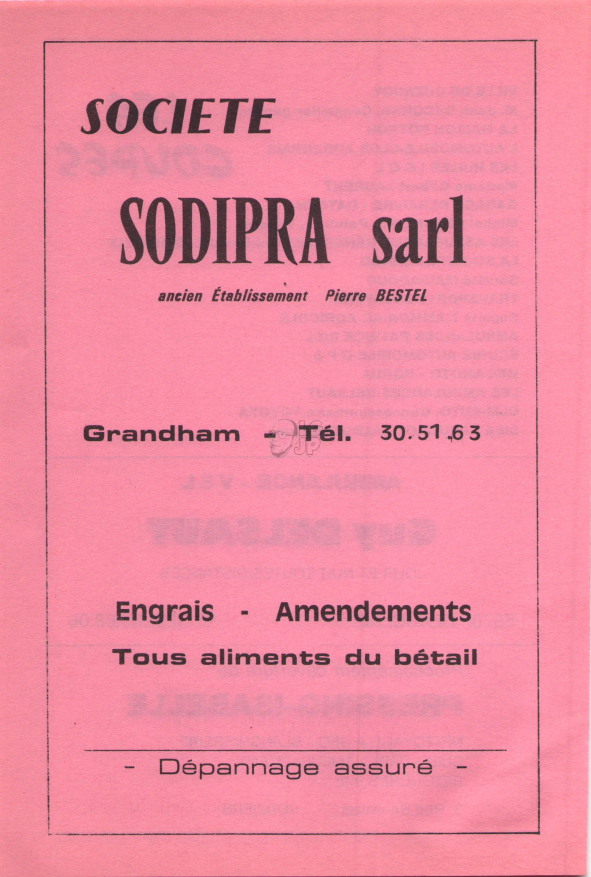 SOCIETE
SODIPRA sarl
ancien Établissement Pierre BESTEL
Grandham - Tél. 30.51.63
Engrais - Amendements
Tous aliments du bétail
- Dépannage assuré -